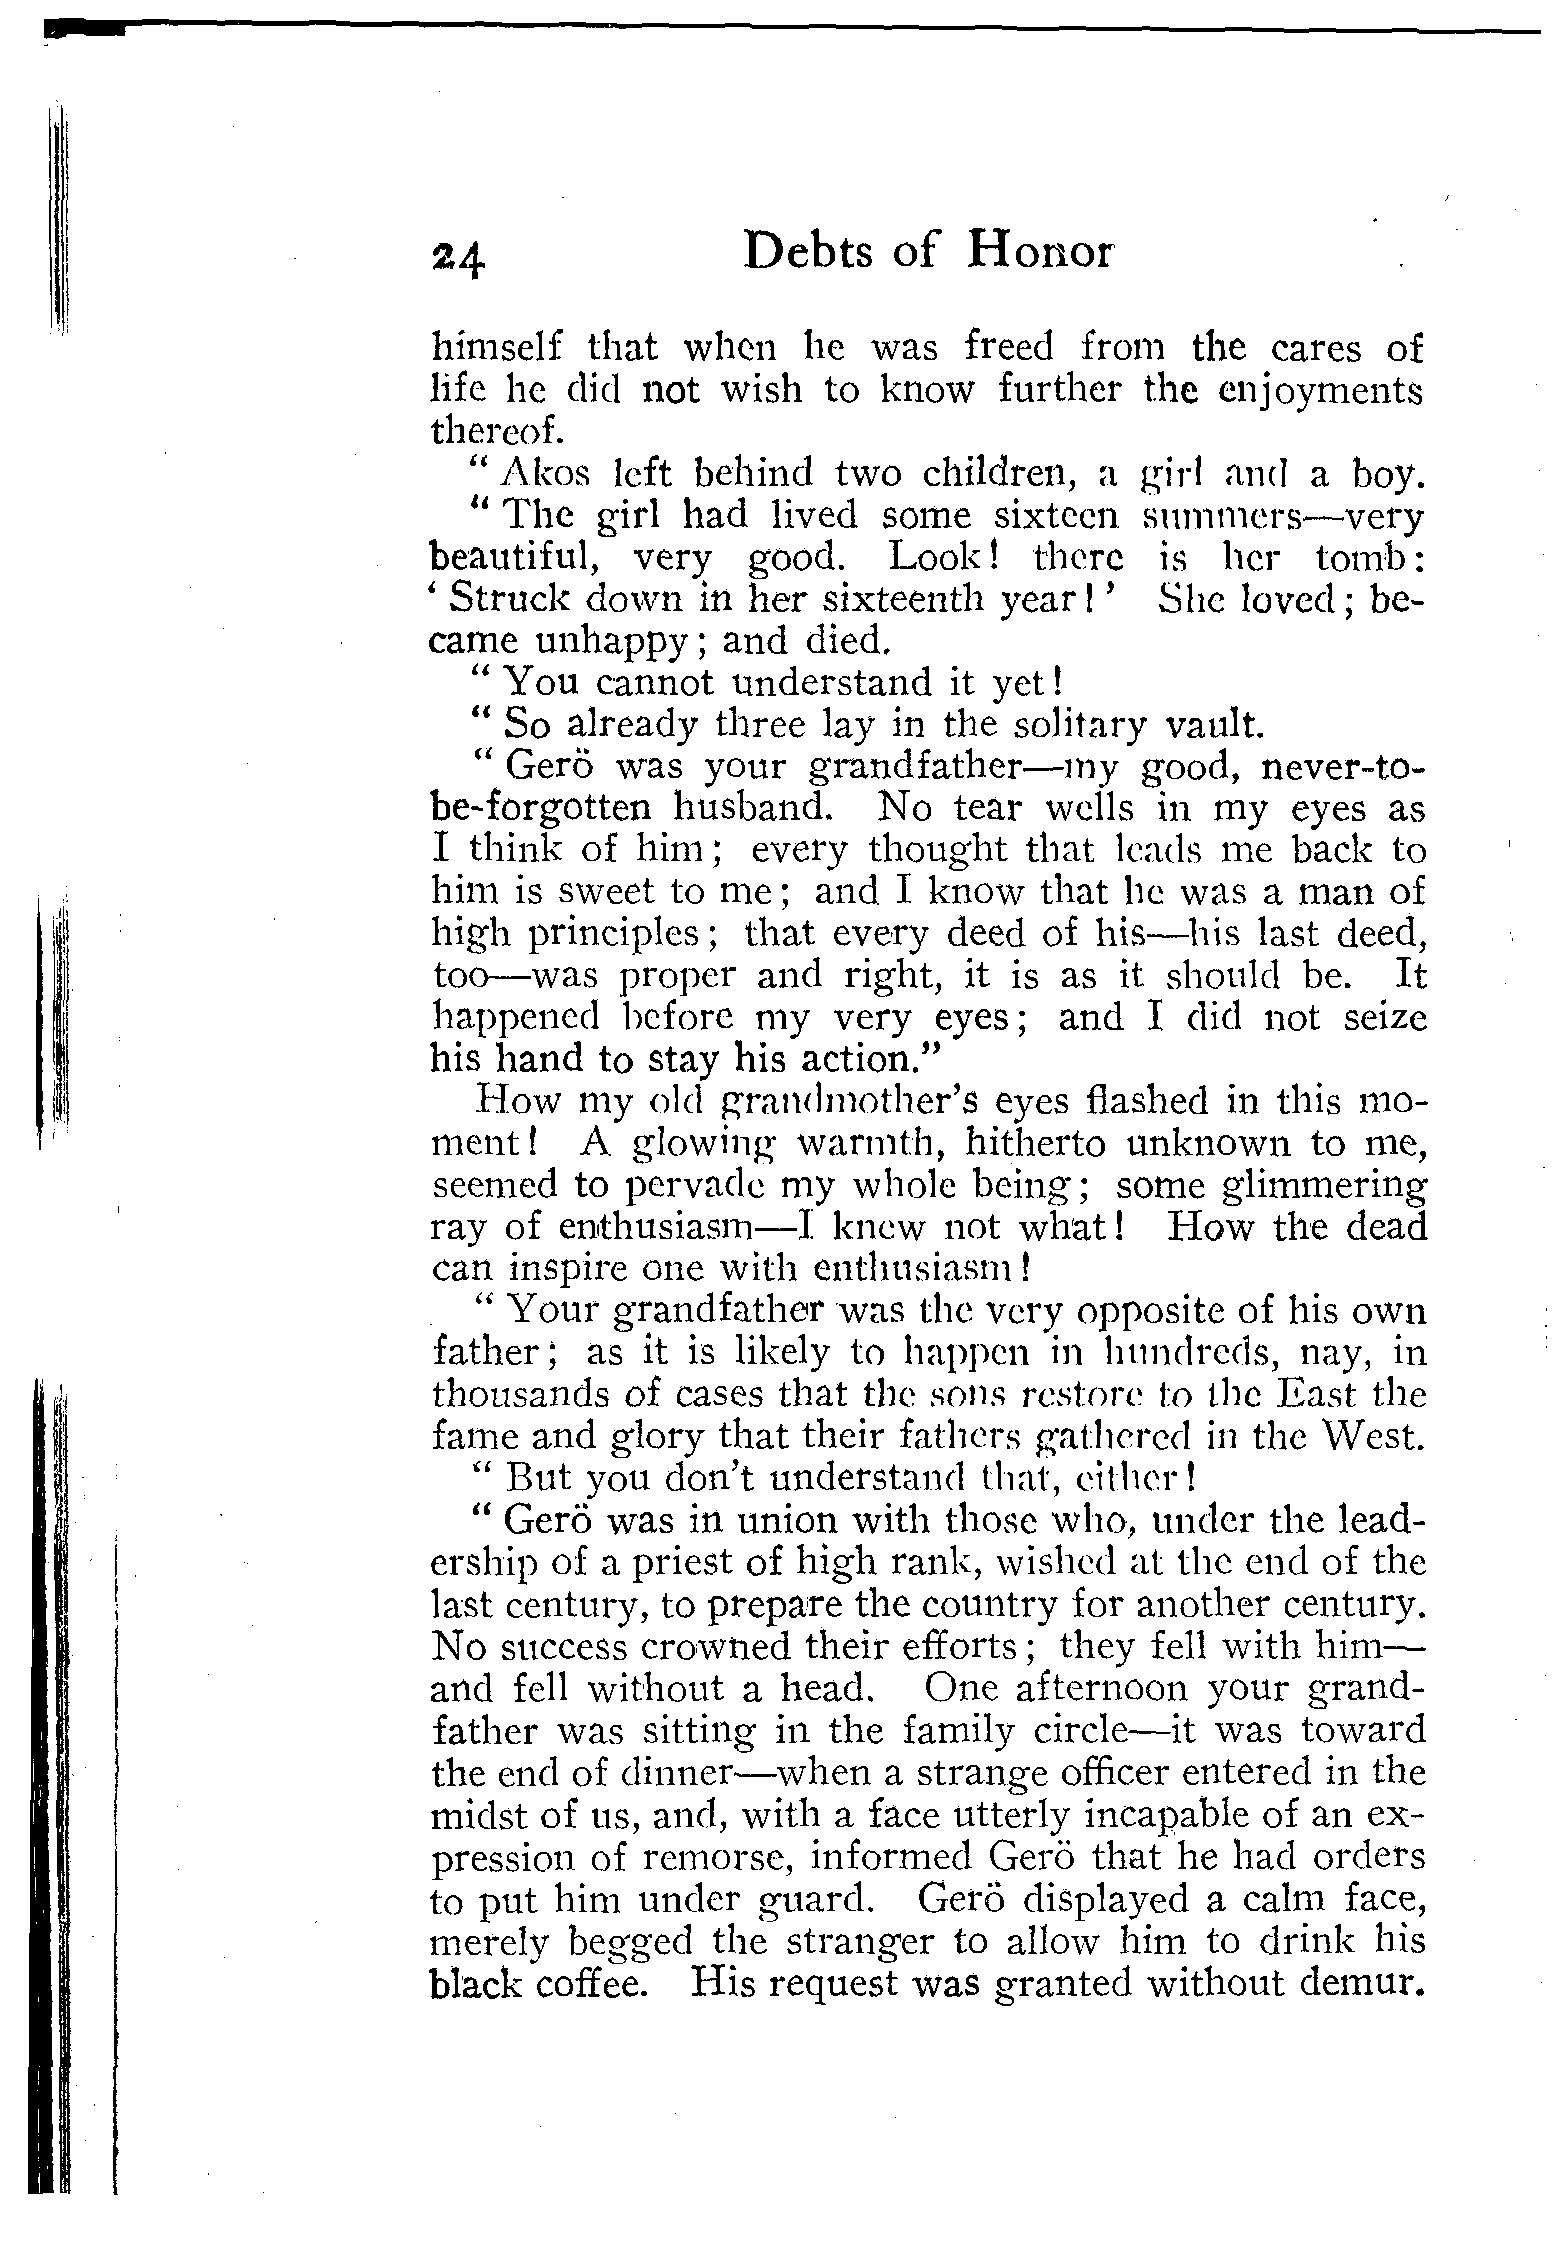 24 Debts of Honor
himself that when he was freed from the cares of
life he did not wish to know further the enjoyments
thereof.
“ Akos left behind two children, a girl and a boy.
“ The girl had lived some sixteen summers—very
beautiful, very good. Look! there is her tomb:
‘ Struck down in her sixteenth year!’ She loved; be-
came unhappy; and died.
“ You cannot understand it yet!
“ So already three lay in the solitary vault.
“ Gerö was your grandfather—my good, never-to-
be-forgotten husband. No tear wells in my eyes as
I think of him; every thought that leads me back to
him is sweet to me; and I know that he was a man of
high principles; that every deed of his—his last deed,
too—was proper and right, it is as it should be. It
happened before my very eyes; and I did not seize
his hand to stay his action.”
How my old grandmother’s eyes flashed in this mo-
ment! A glowing warmth, hitherto unknown to me,
seemed to pervade my whole being; some glimmering
ray of enthusiasm—I knew not what! How the dead
can inspire one with enthusiasm!
“ Your grandfather was the very opposite of his own
father; as it is likely to happen in hundreds, nay, in
thousands of cases that the sons restore to the East the
fame and glory that their fathers gathered in the West.
“ But you don’t understand that, either!
“ Gerö was in union with those who, under the lead-
ership of a priest of high rank, wished at the end of the
last century, to prepare the country for another century.
No success crowned their efforts; they fell with him—
and fell without a head. One afternoon your grand-
father was sitting in the family circle—it was toward
the end of dinner—when a strange officer entered in the
midst of us, and, with a face utterly incapable of an ex-
pression of remorse, informed Gerö that he had orders
to put him under guard. Gerö displayed a calm face,
merely begged the stranger to allow him to drink his
black coffee. His request was granted without demur.